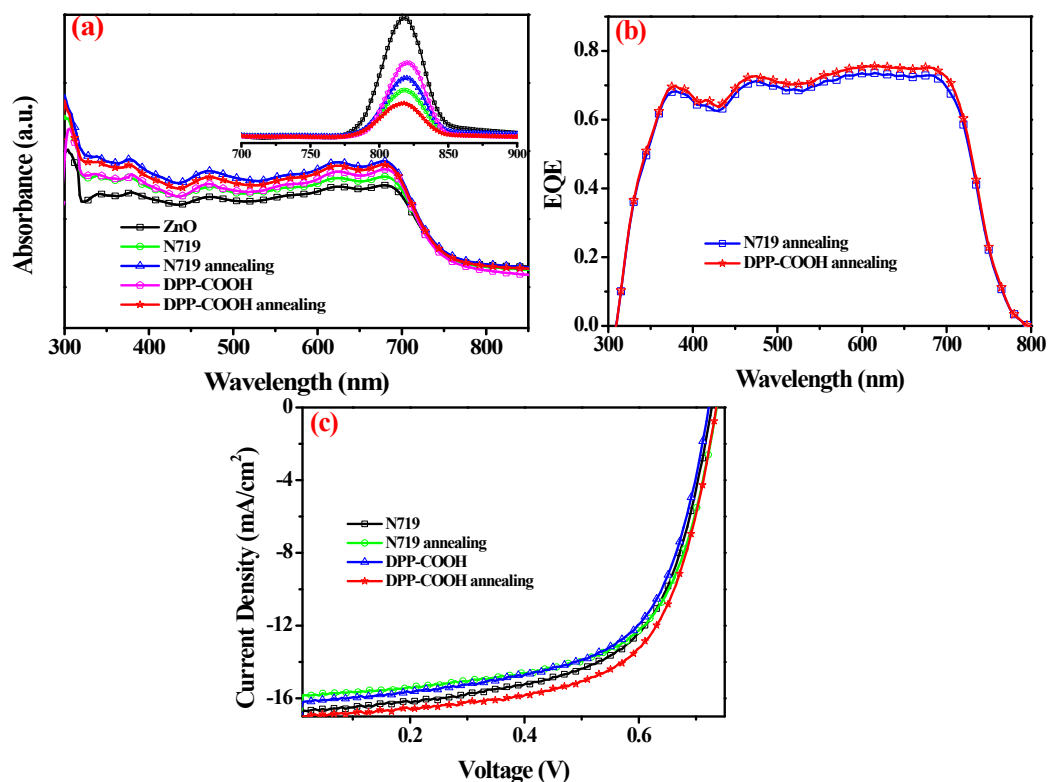 (a)
Absorbance (a.u.)
700 750 800 850 900
ZnO
N719
N719 annealing
DPP-COOH
DPP-COOH annealing
300 400 500 600 700 800
Wavelength (nm)
(b)
EQE
0.8
0.6
0.4
0.2
0.0
N719 annealing
DPP-COOH annealing
300 400 500 600 700 800
Wavelength (nm)
(c)
Current Density (mA/cm²)
0
-4
-8
-12
-16
N719
N719 annealing
DPP-COOH
DPP-COOH annealing
0.2 0.4 0.6
Voltage (V)